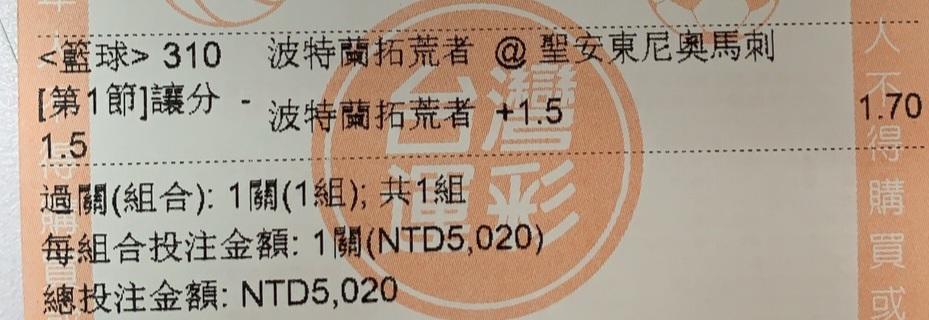 <籃球> 310 波特蘭拓荒者 @ 聖安東尼奧馬刺
[第1節]讓分 - 波特蘭拓荒者 +1.5 1.70
1.5
過關(組合): 1關(1組); 共1組
每組合投注金額: 1關(NTD5,020)
總投注金額: NTD5,020
台灣
運彩
人不得購買或
得購